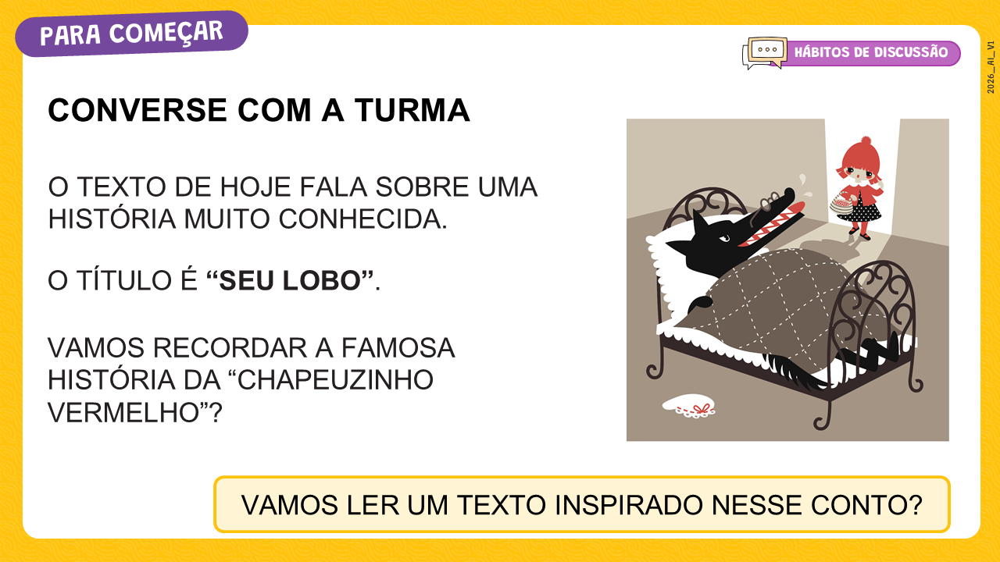 PARA COMEÇAR
HÁBITOS DE DISCUSSÃO
2026_AI_V1
CONVERSE COM A TURMA
O TEXTO DE HOJE FALA SOBRE UMA
HISTÓRIA MUITO CONHECIDA.
O TÍTULO É “SEU LOBO”.
VAMOS RECORDAR A FAMOSA
HISTÓRIA DA “CHAPEUZINHO
VERMELHO”?
VAMOS LER UM TEXTO INSPIRADO NESSE CONTO?